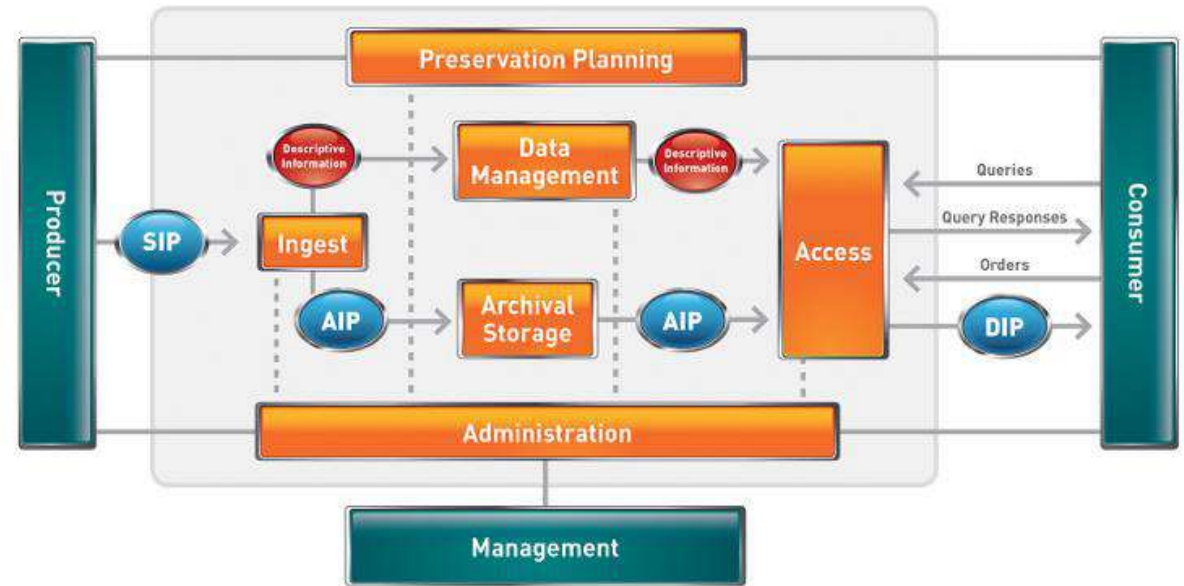 Preservation Planning
Producer
SIP
Descriptive
Information
Ingest
AIP
Data
Management
Archival
Storage
Descriptive
Information
AIP
Access
Queries
Query Responses
Orders
DIP
Consumer
Administration
Management